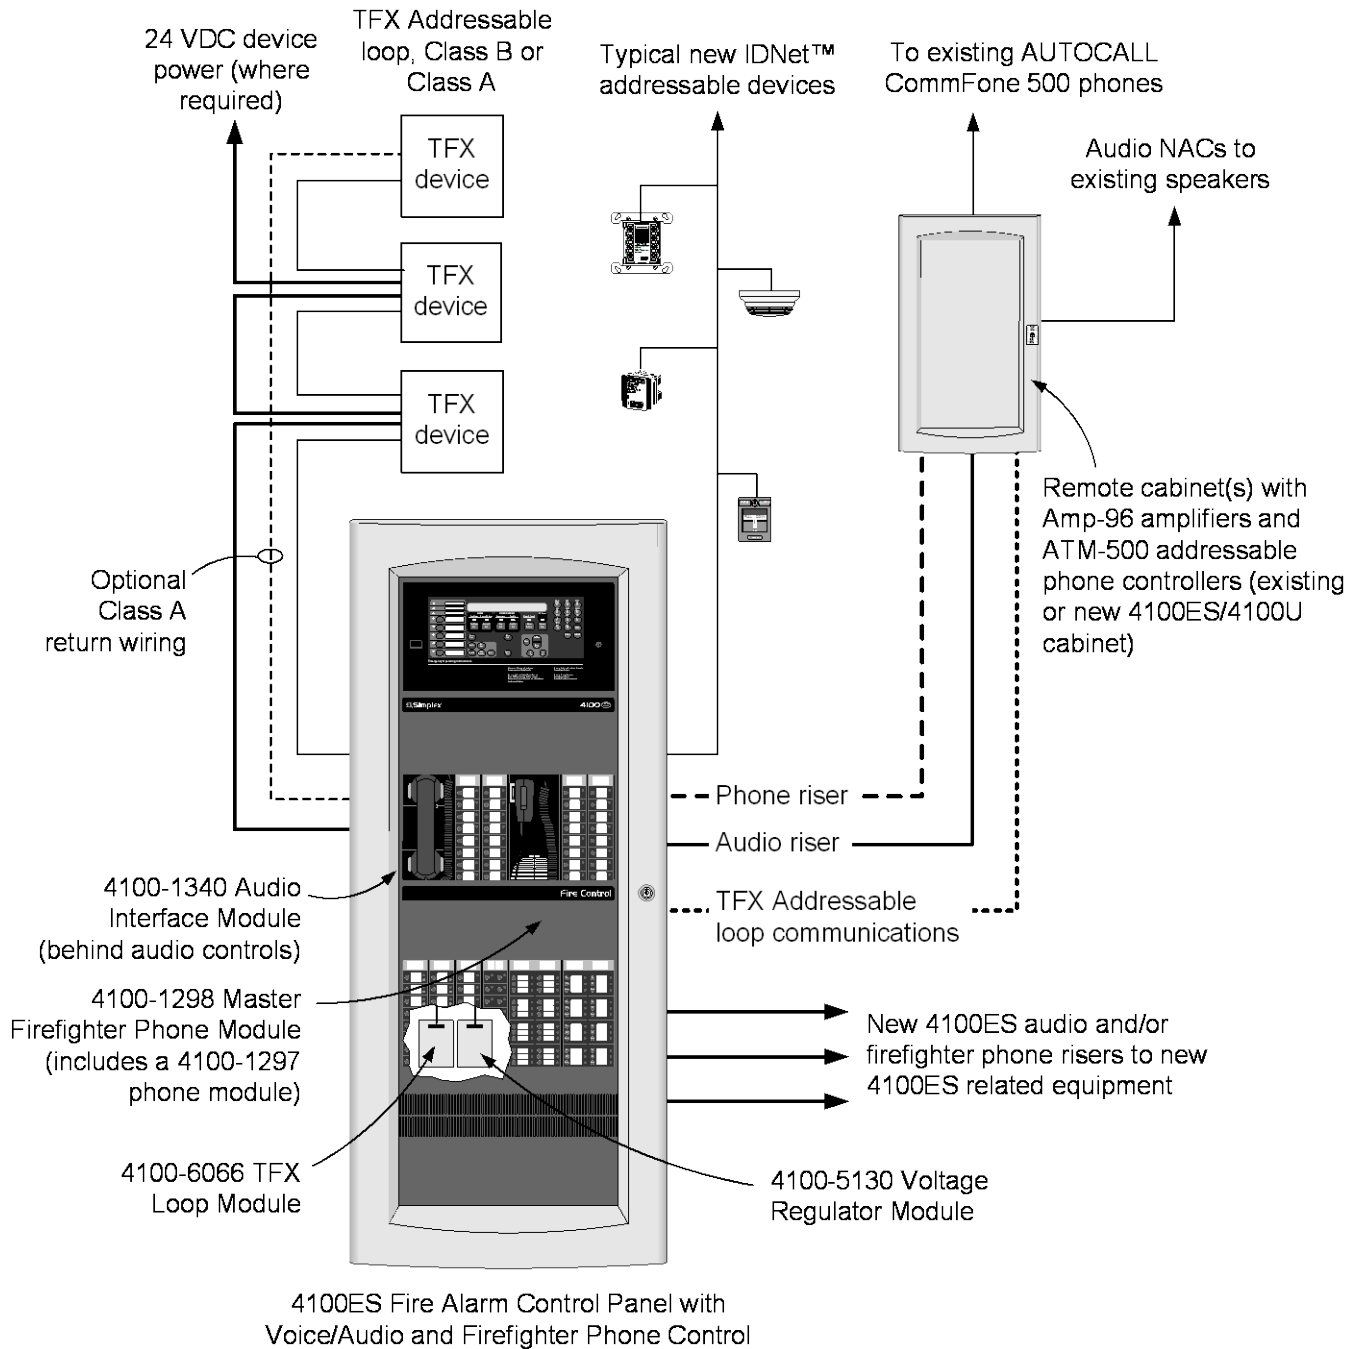 24 VDC device
power (where
required)
TFX Addressable
loop, Class B or
Class A
Typical new IDNet™
addressable devices
To existing AUTOCALL
CommFone 500 phones
Audio NACs to
existing speakers
TFX
device
TFX
device
TFX
device
Optional
Class A
return wiring
Remote cabinet(s) with
Amp-96 amplifiers and
ATM-500 addressable
phone controllers (existing
or new 4100ES/4100U
cabinet)
Simplex
4100
Phone riser
Audio riser
TFX Addressable
loop communications
Fire Control
4100-1340 Audio
Interface Module
(behind audio controls)
4100-1298 Master
Firefighter Phone Module
(includes a 4100-1297
phone module)
New 4100ES audio and/or
firefighter phone risers to new
4100ES related equipment
4100-6066 TFX
Loop Module
4100-5130 Voltage
Regulator Module
4100ES Fire Alarm Control Panel with
Voice/Audio and Firefighter Phone Control